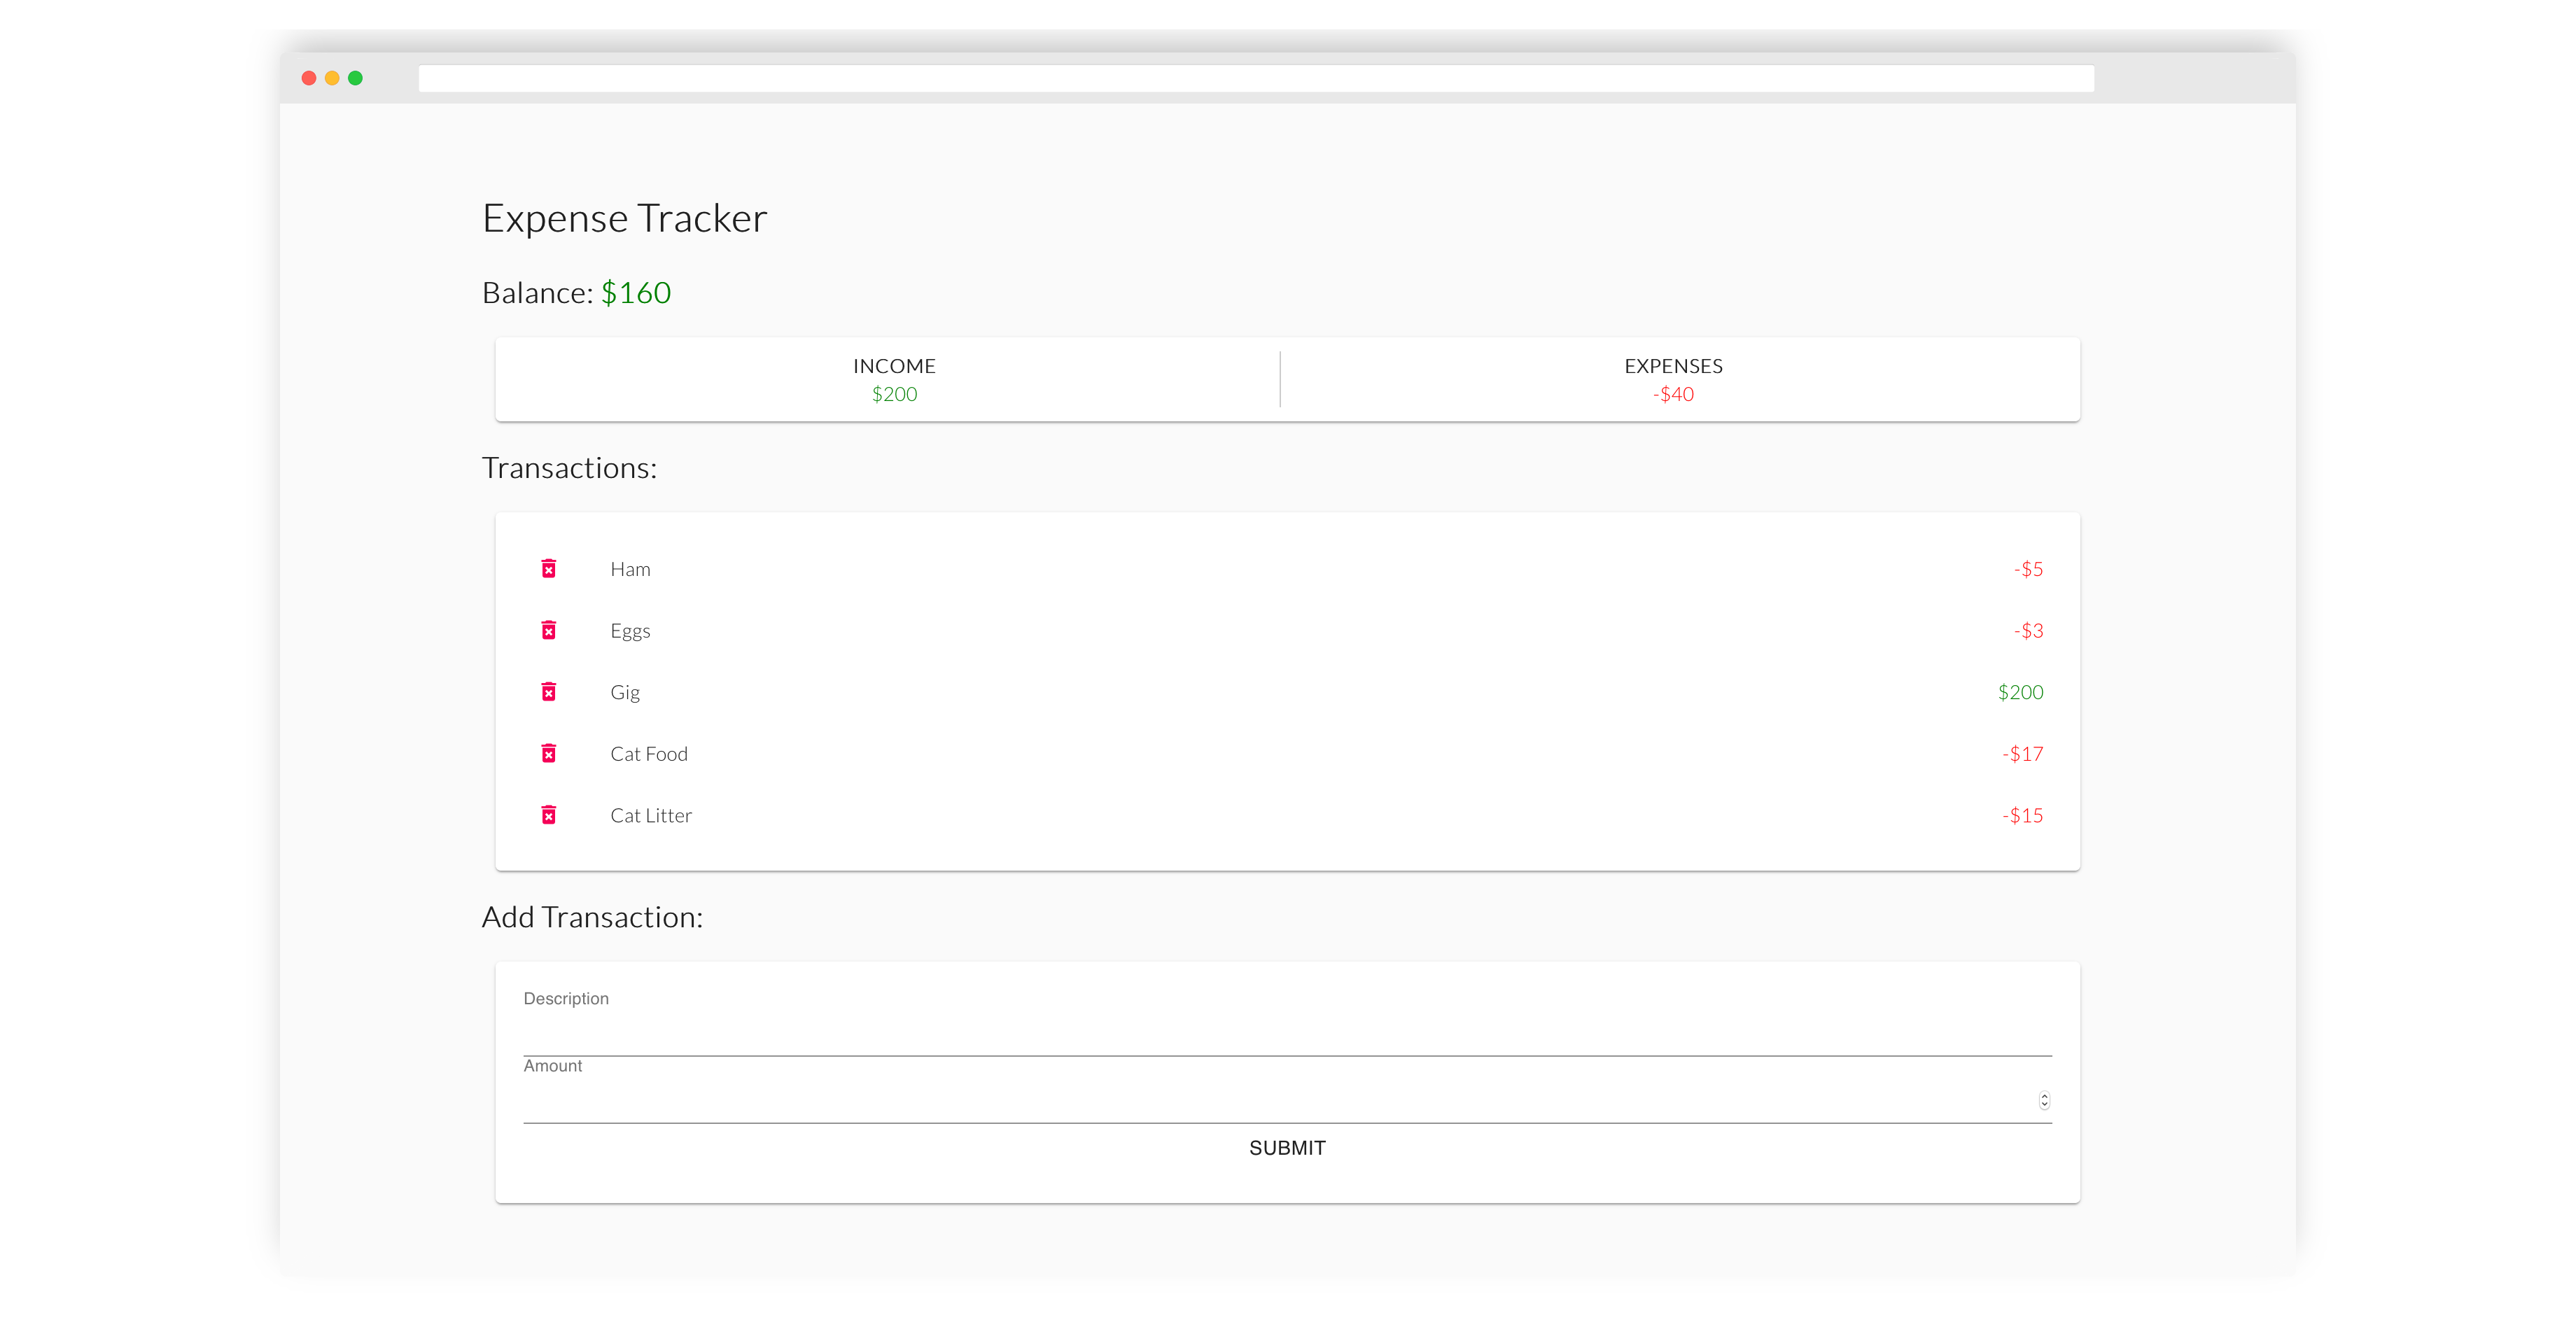 Expense Tracker
Balance: $160
INCOME
$200
EXPENSES
-$40
Transactions:
Ham -$5
Eggs -$3
Gig $200
Cat Food -$17
Cat Litter -$15
Add Transaction:
Description
Amount
SUBMIT